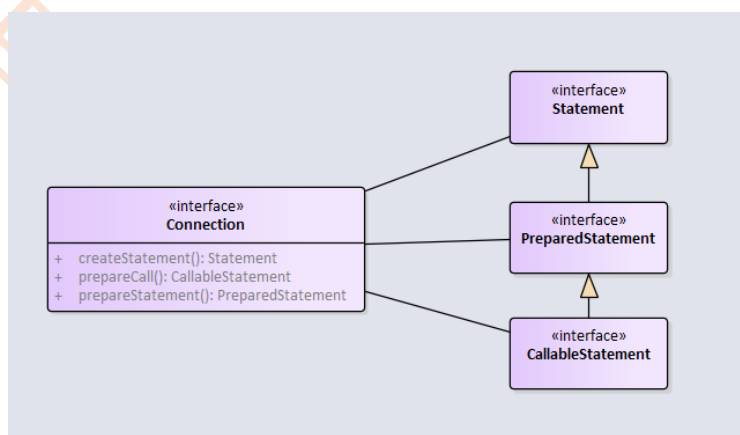 «interface»
Statement
«interface»
Connection
+ createStatement(): Statement
+ prepareCall(): CallableStatement
+ prepareStatement(): PreparedStatement
«interface»
PreparedStatement
«interface»
CallableStatement